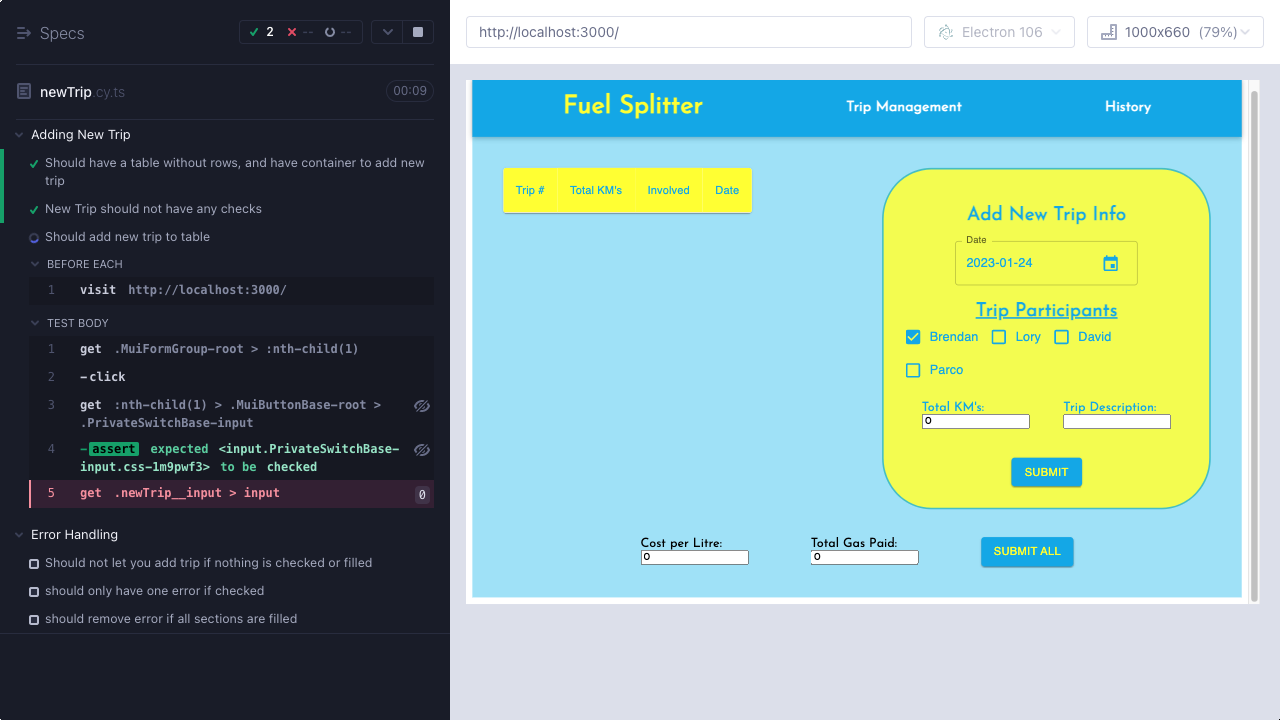 Specs
2
--
--
newTrip.cy.ts
00:09
Adding New Trip
Should have a table without rows, and have container to add new
trip
New Trip should not have any checks
Should add new trip to table
BEFORE EACH
1 visit http://localhost:3000/
TEST BODY
1 get .MuiFormGroup-root > :nth-child(1)
2 -click
3 get :nth-child(1) > .MuiButtonBase-root >
.PrivateSwitchBase-input
4 -assert expected <input.PrivateSwitchBase-
input.css-1m9pwf3> to be checked
5 get .newTrip__input > input 0
Error Handling
Should not let you add trip if nothing is checked or filled
should only have one error if checked
should remove error if all sections are filled
http://localhost:3000/
Electron 106
1000x660 (79%)
Fuel Splitter
Trip Management
History
Trip # Total KM's Involved Date
Add New Trip Info
Date
2023-01-24
Trip Participants
Brendan Lory David
Parco
Total KM's: Trip Description:
0
SUBMIT
Cost per Litre: Total Gas Paid:
0 0
SUBMIT ALL